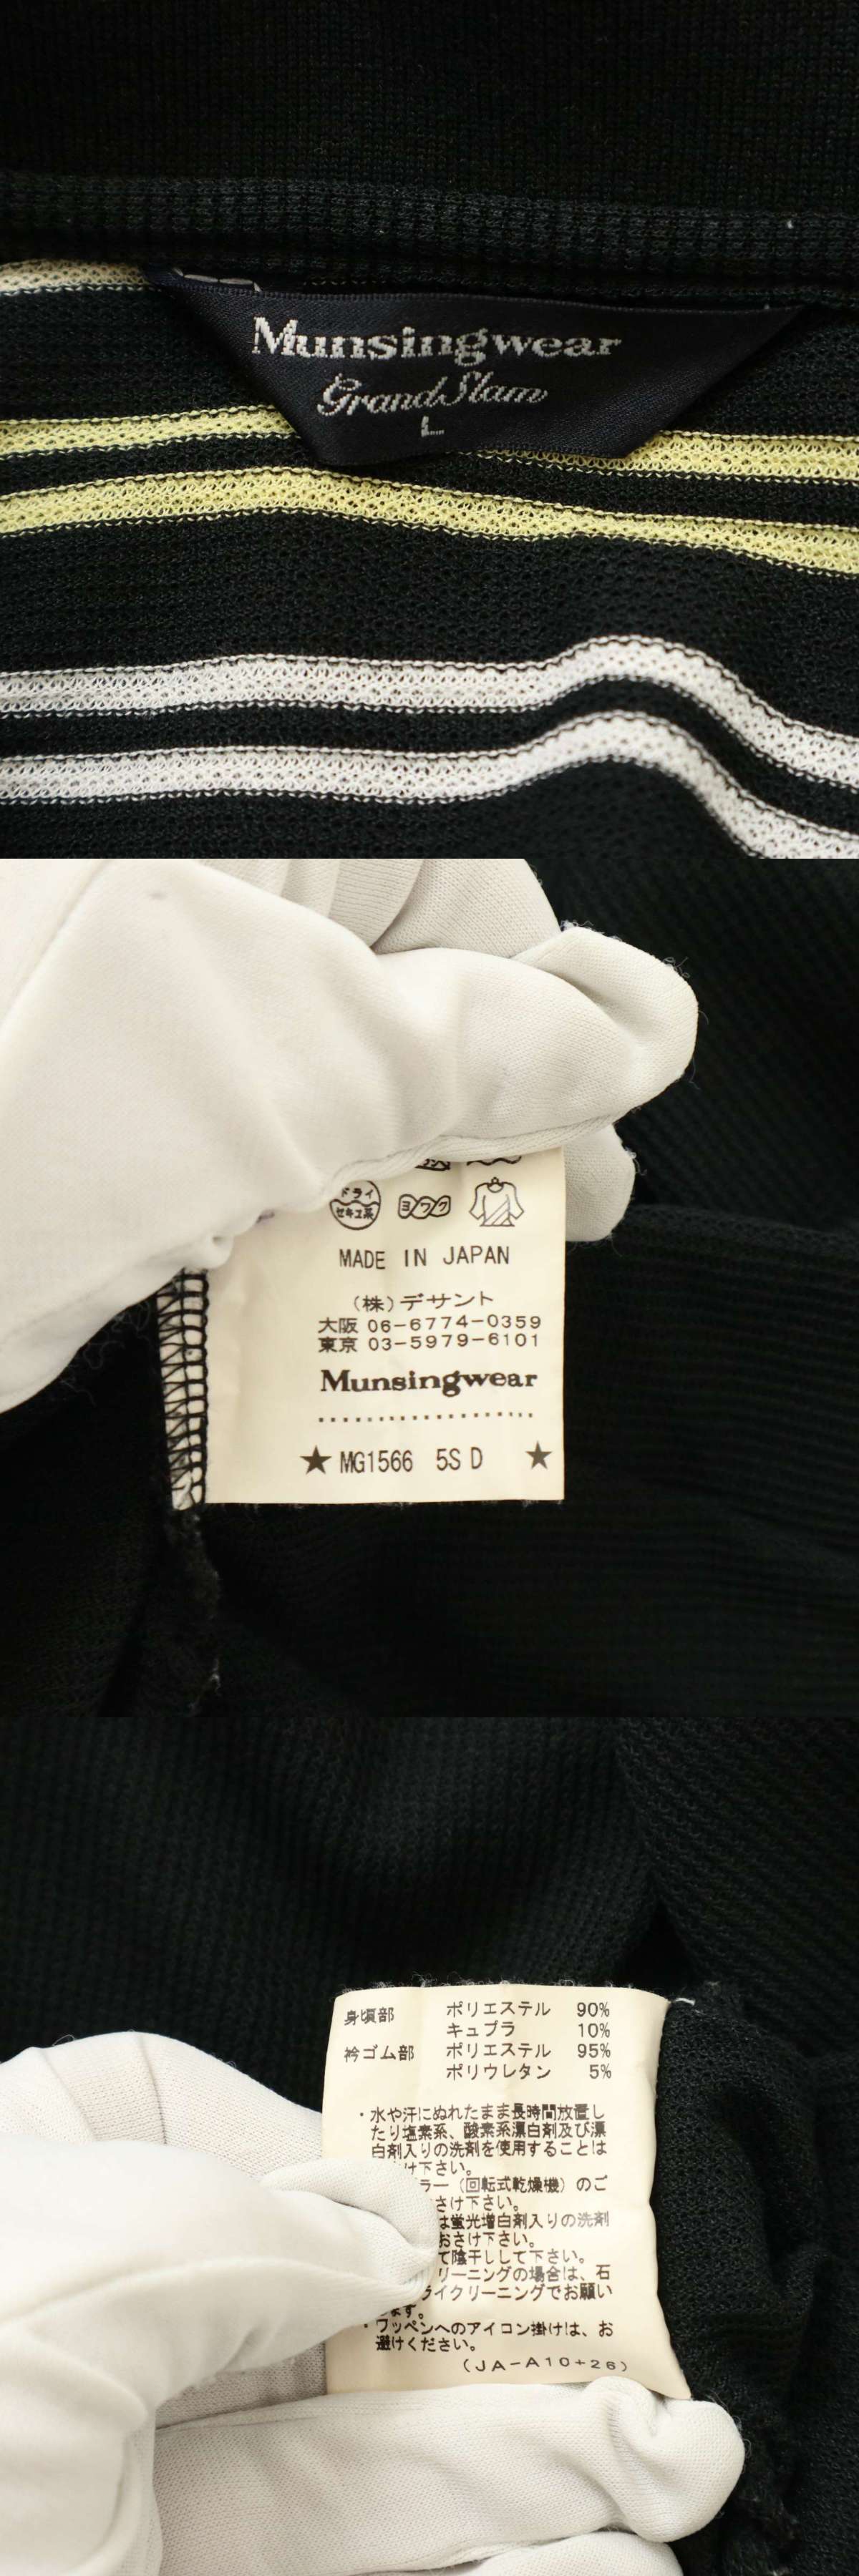 Munsingwear
Grand Slam
L
ドライ
セキユ系
ヨワク
MADE IN JAPAN
(株)デサント
大阪 06-6774-0359
東京 03-5979-6101
Munsingwear
★ MG1566 5S D ★
身頃部 ポリエステル 90%
キュプラ 10%
衿ゴム部 ポリエステル 95%
ポリウレタン 5%
・水や汗にぬれたまま長時間放置し
たり塩素系、酸素系漂白剤及び漂
白剤入りの洗剤を使用することは
け下さい。
ラー（回転式乾燥機）のご
さけ下さい。
は蛍光増白剤入りの洗剤
おさけ下さい。
て陰干しして下さい。
リーニングの場合は、石
ライクリーニングでお願い
ます。
・ワッペンへのアイロン掛けは、お
避けください。
(JA-A10+26)